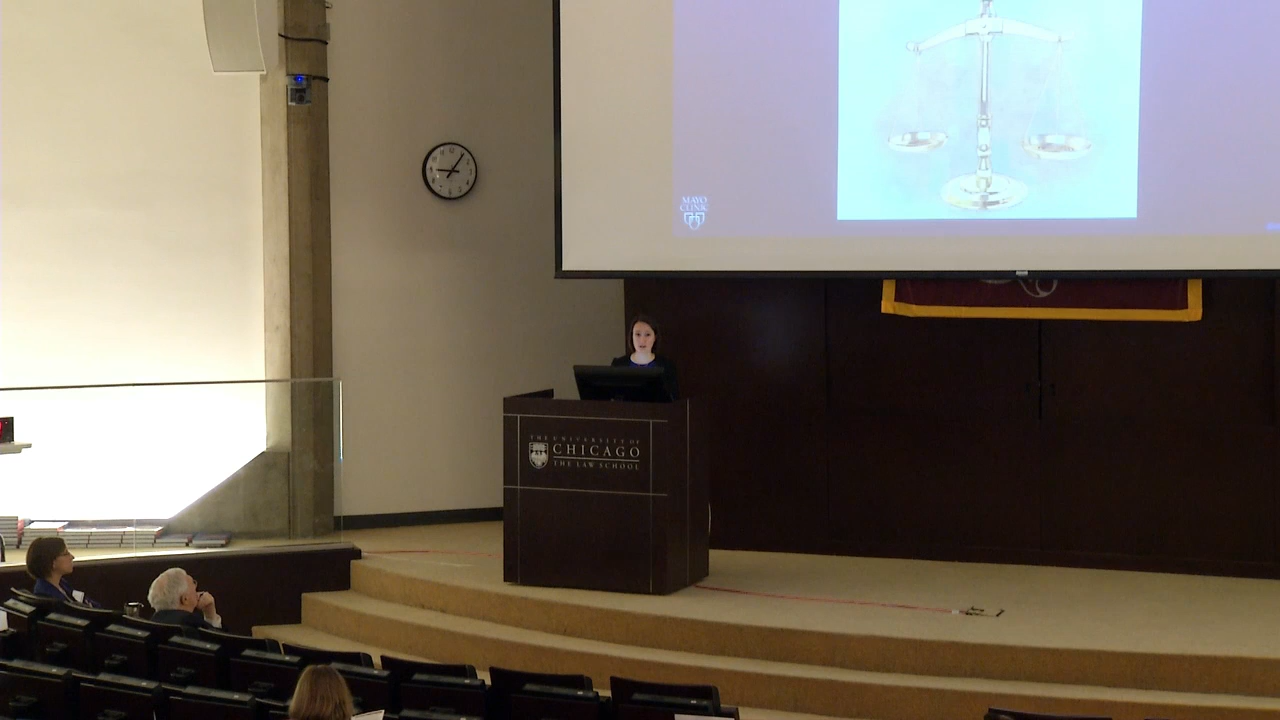 MAYO
CLINIC
THE UNIVERSITY OF
CHICAGO
THE LAW SCHOOL